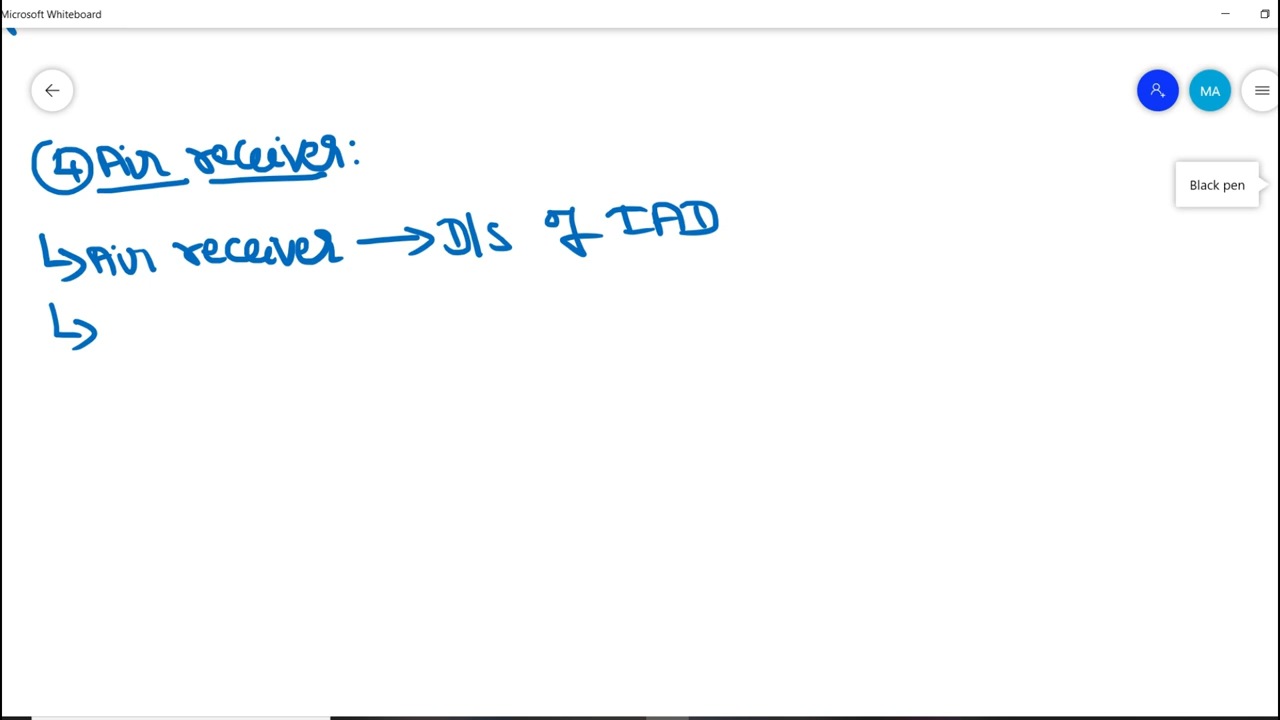 Microsoft Whiteboard
MA
④ Air receiver:
Black pen
↳ Air receiver → D/S of IAD
↳